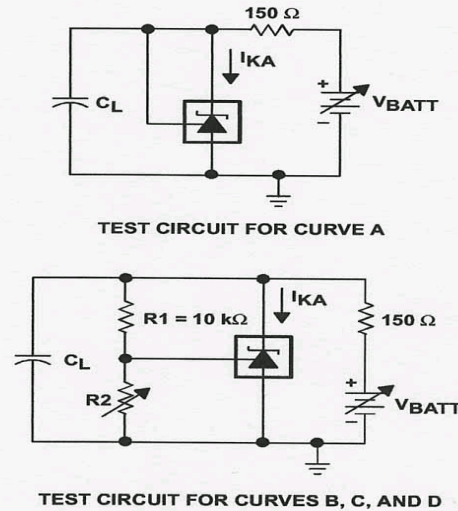 150 Ω
IKA
CL
+
VBATT
−
TEST CIRCUIT FOR CURVE A
IKA
R1 = 10 kΩ
150 Ω
CL
R2
+
VBATT
−
TEST CIRCUIT FOR CURVES B, C, AND D